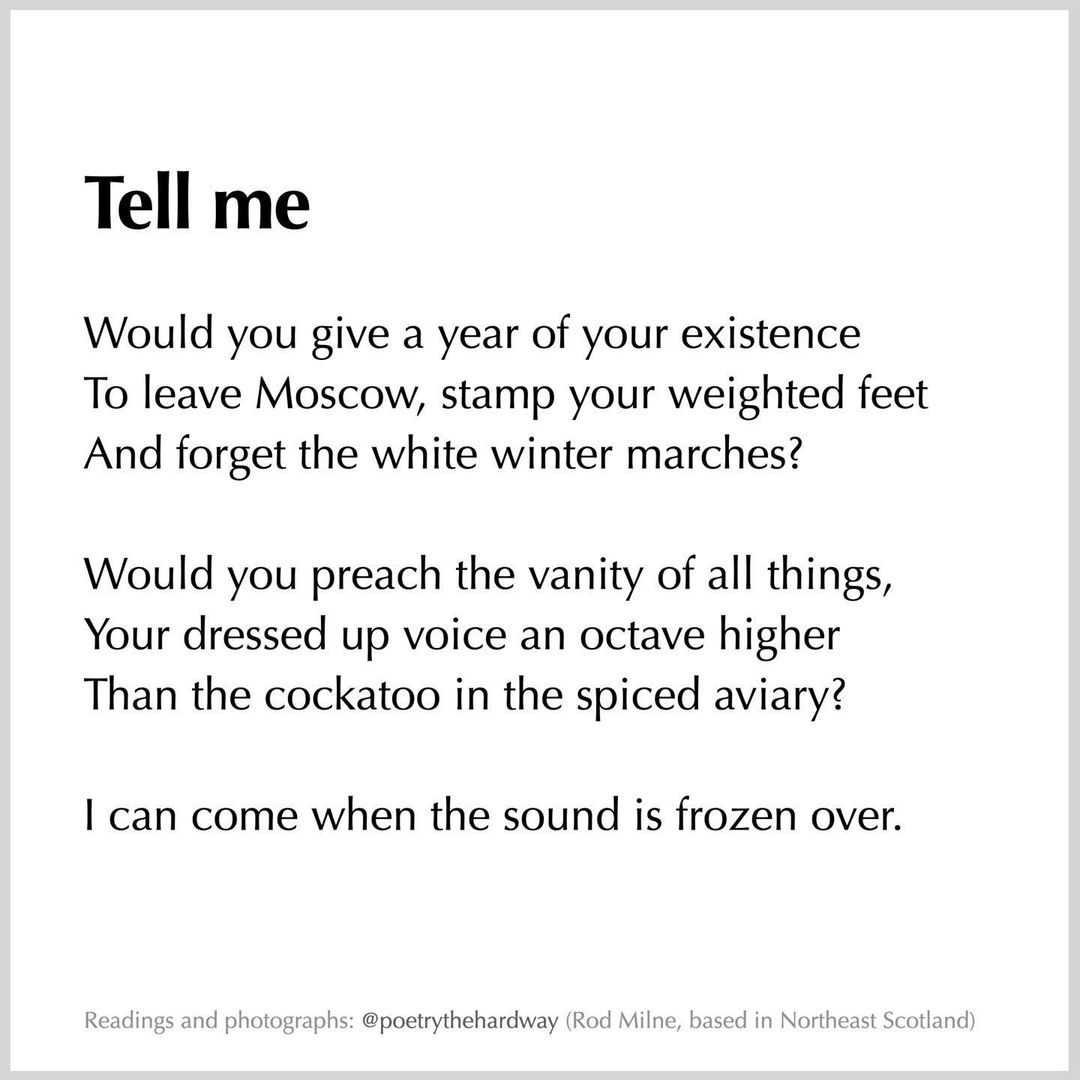 Tell me
Would you give a year of your existence
To leave Moscow, stamp your weighted feet
And forget the white winter marches?
Would you preach the vanity of all things,
Your dressed up voice an octave higher
Than the cockatoo in the spiced aviary?
I can come when the sound is frozen over.
Readings and photographs: @poetrythehardway (Rod Milne, based in Northeast Scotland)